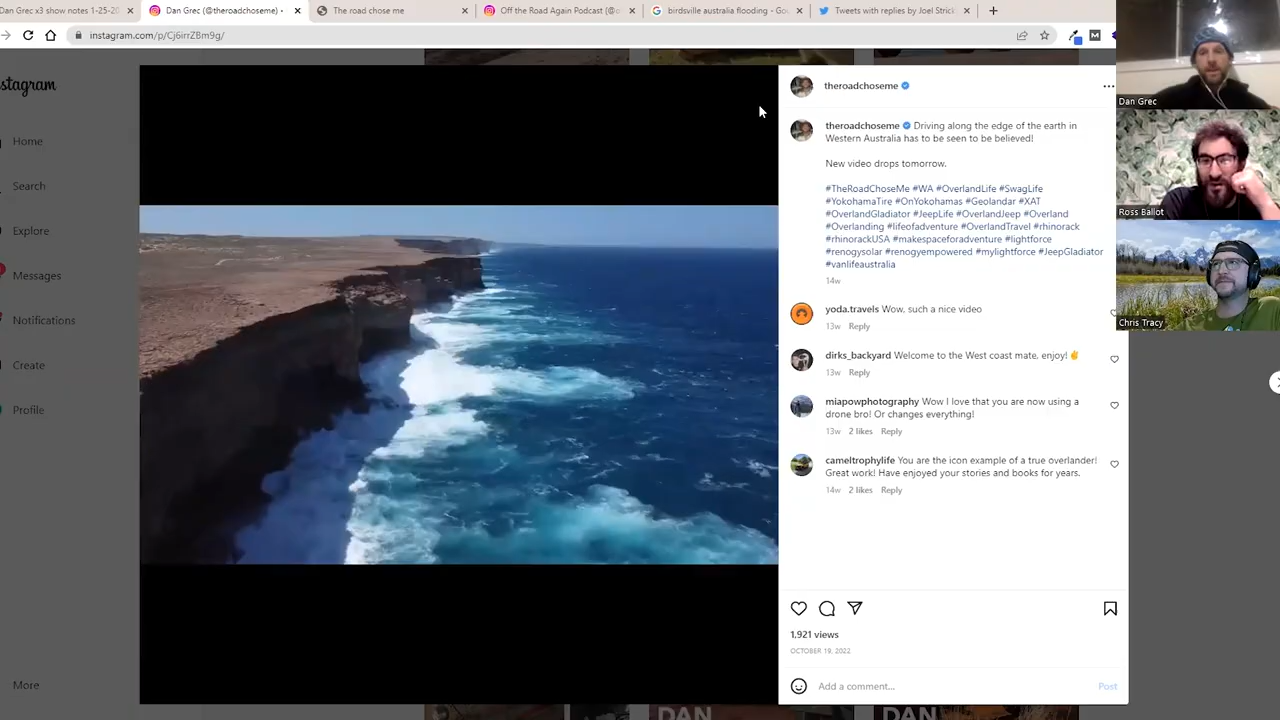 Dan Grec x3 show notes 1-25-20
Dan Grec (@theroadchoseme) •
The road chose me
Off the Road Again Podcast (@o
birdsville australia flooding - Go
Tweets with replies by Joel Strick
instagram.com/p/Cj6irrZBm9g/
stagram
Home
Search
Explore
Messages
Notifications
Create
Profile
More
theroadchoseme
theroadchoseme Driving along the edge of the earth in
Western Australia has to be seen to be believed!
New video drops tomorrow.
#TheRoadChoseMe #WA #OverlandLife #SwagLife
#YokohamaTire #OnYokohamas #Geolandar #XAT
#OverlandGladiator #JeepLife #OverlandJeep #Overland
#Overlanding #lifeofadventure #OverlandTravel #rhinorack
#rhinorackUSA #makespaceforadventure #lightforce
#renogysolar #renogyempowered #mylightforce #JeepGladiator
#vanlifeaustralia
14w
yoda.travels Wow, such a nice video
13w Reply
dirks_backyard Welcome to the West coast mate, enjoy!✌
13w Reply
miapowphotography Wow I love that you are now using a
drone bro! Or changes everything!
13w 2 likes Reply
cameltrophylife You are the icon example of a true overlander!
Great work! Have enjoyed your stories and books for years.
14w 2 likes Reply
1,921 views
OCTOBER 19, 2022
Add a comment...
Post
Dan Grec
Ross Ballot
Chris Tracy
DAN
DAN